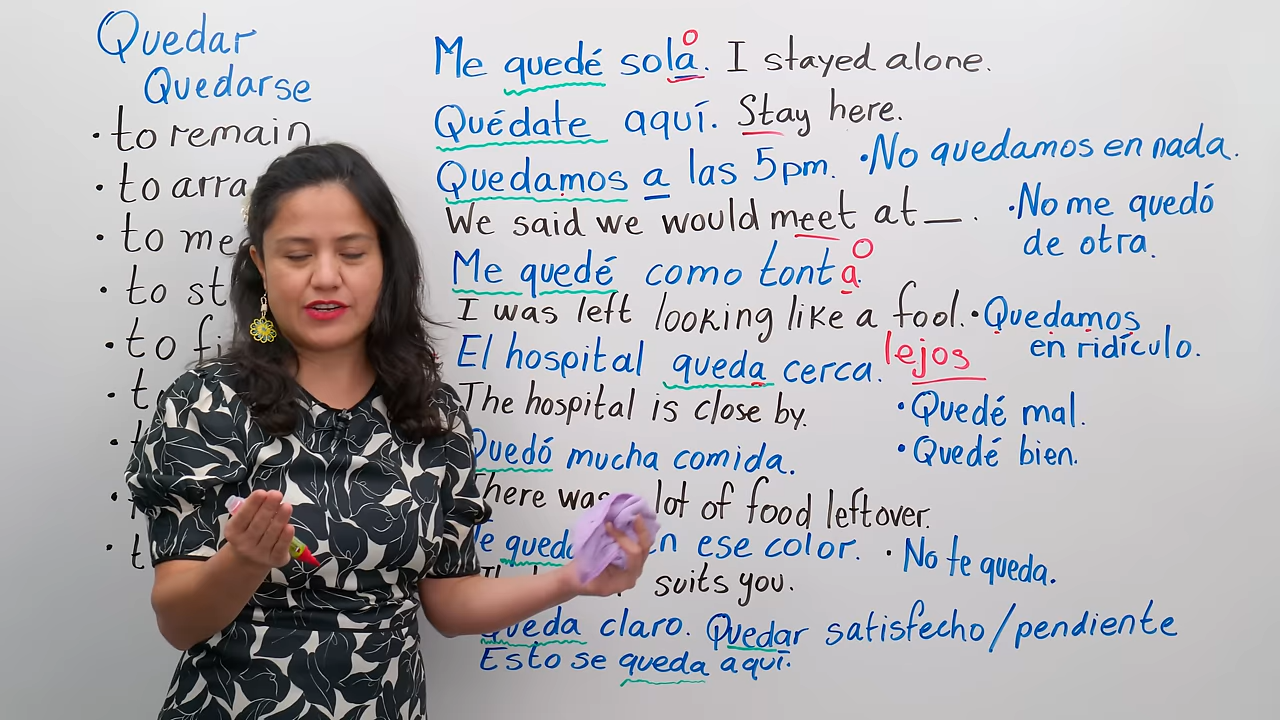 Quedar
Quedarse
• to remain
• to arra
• to me
• to st
• to fi
• t
• t
• t
Me quedé sola. o I stayed alone.
Quédate aquí. Stay here.
Quedamos a las 5pm. • No quedamos en nada.
We said we would meet at __. • No me quedó
de otra.
Me quedé como tonta. o
I was left looking like a fool. • Quedamos
en ridículo.
El hospital queda cerca. lejos
The hospital is close by. • Quedé mal.
Quedó mucha comida. • Quedé bien.
There was lot of food leftover.
en ese color. • No te queda.
suits you.
Queda claro. Quedar satisfecho/pendiente
Esto se queda aquí.